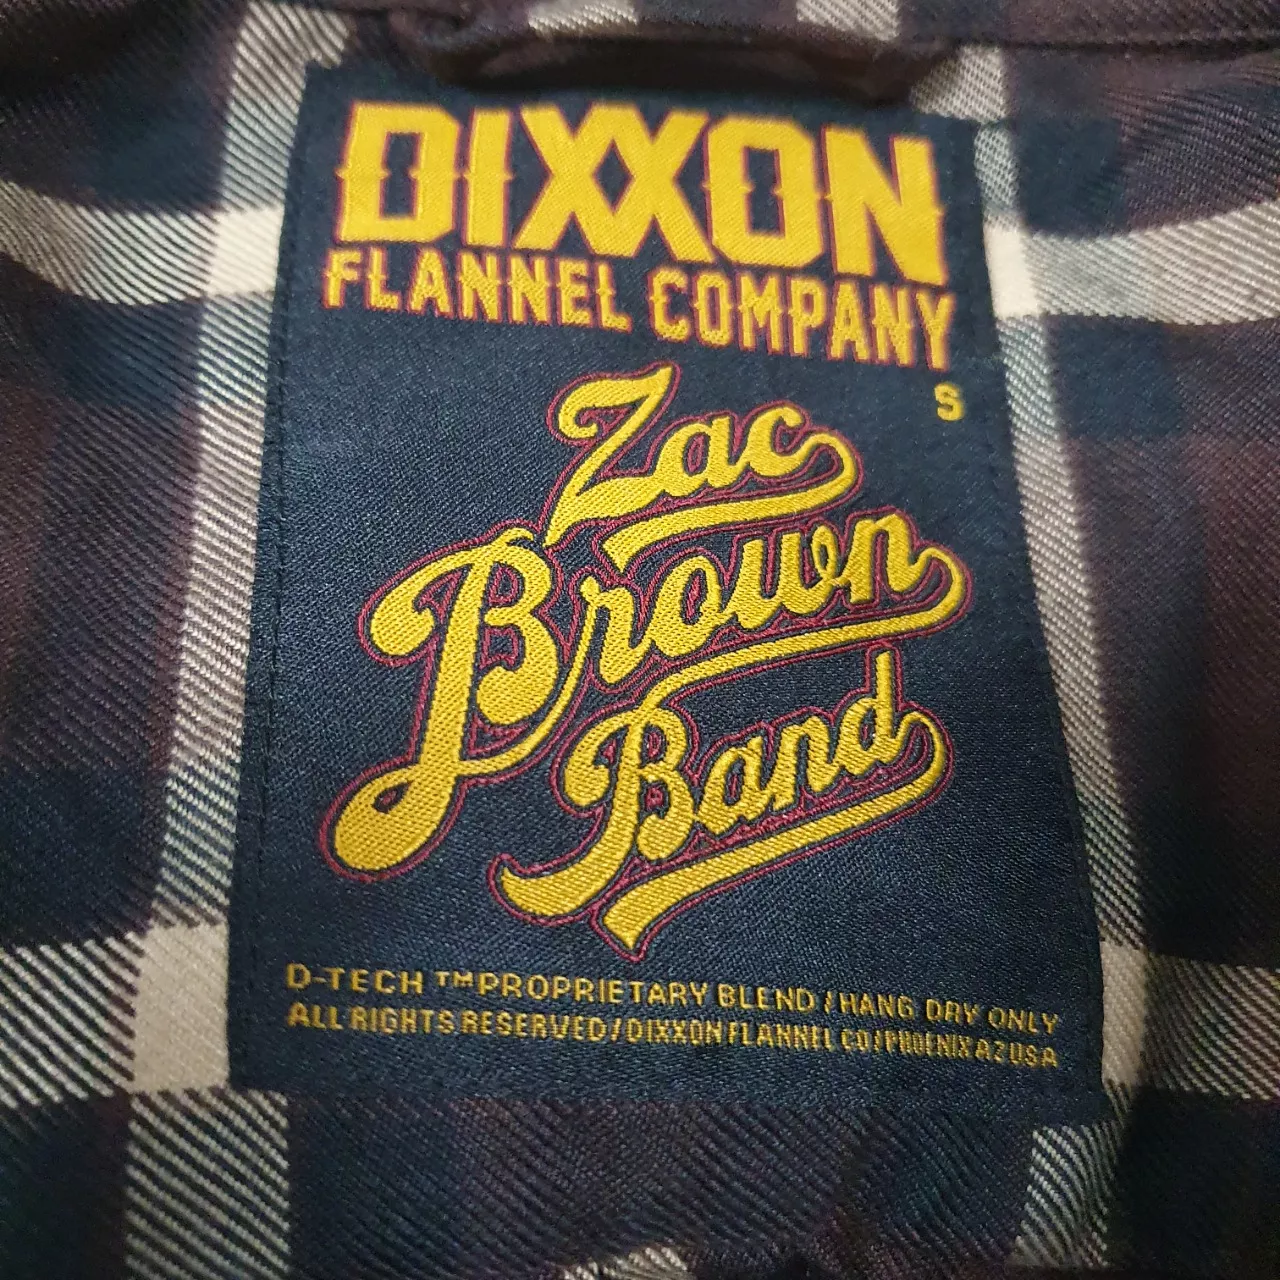 DIXXON
FLANNEL COMPANY
S
Zac
Brown
Band
D-TECH ™ PROPRIETARY BLEND / HANG DRY ONLY
ALL RIGHTS RESERVED / DIXXON FLANNEL CO / PHOENIX AZ USA